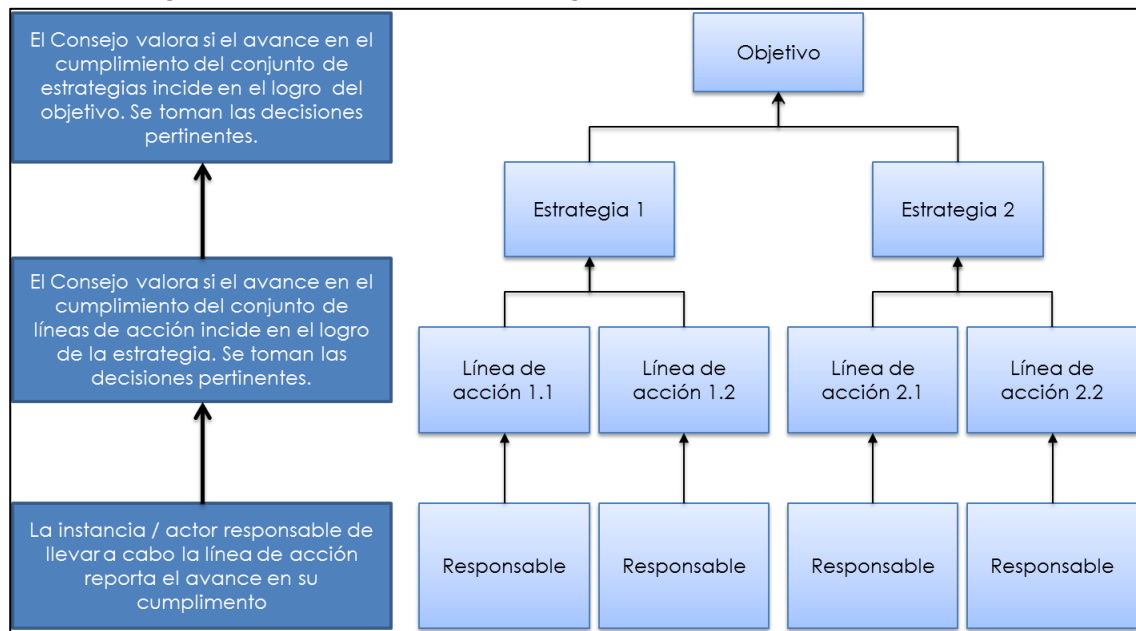 El Consejo valora si el avance en el
cumplimiento del conjunto de
estrategias incide en el logro del
objetivo. Se toman las decisiones
pertinentes.
El Consejo valora si el avance en el
cumplimiento del conjunto de
líneas de acción incide en el logro
de la estrategia. Se toman las
decisiones pertinentes.
La instancia / actor responsable de
llevar a cabo la línea de acción
reporta el avance en su
cumplimento
Objetivo
Estrategia 1
Estrategia 2
Línea de
acción 1.1
Línea de
acción 1.2
Línea de
acción 2.1
Línea de
acción 2.2
Responsable
Responsable
Responsable
Responsable